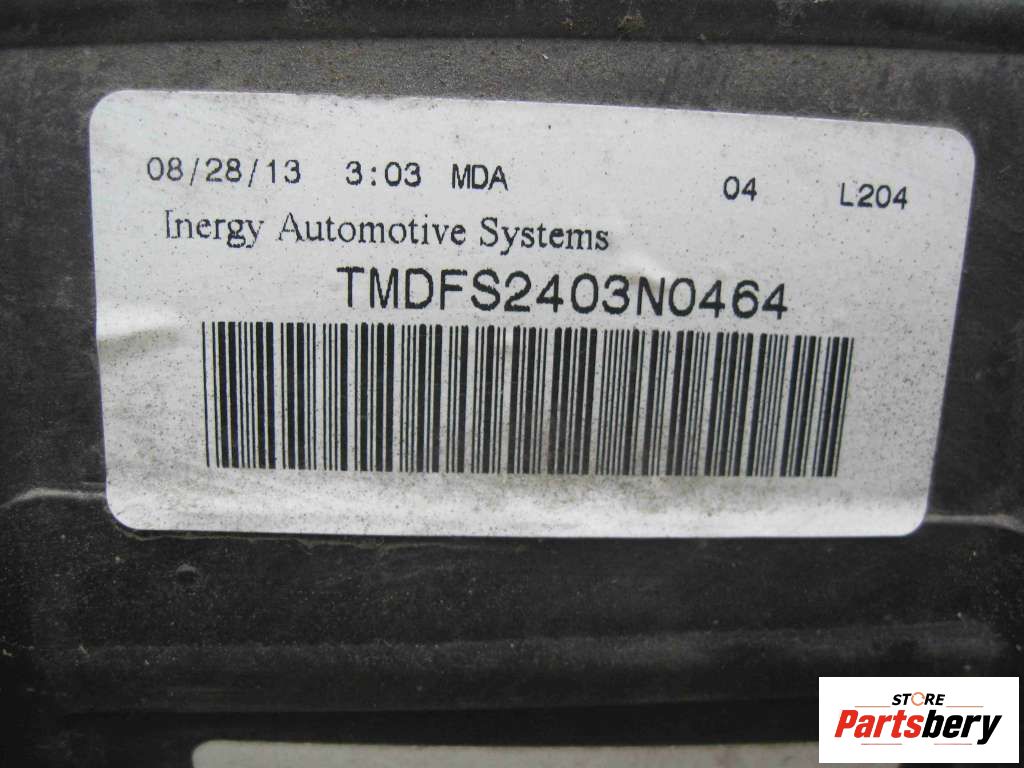 08/28/13 3:03 MDA 04 L204
Inergy Automotive Systems
TMDFS2403N0464
STORE
Partsbery